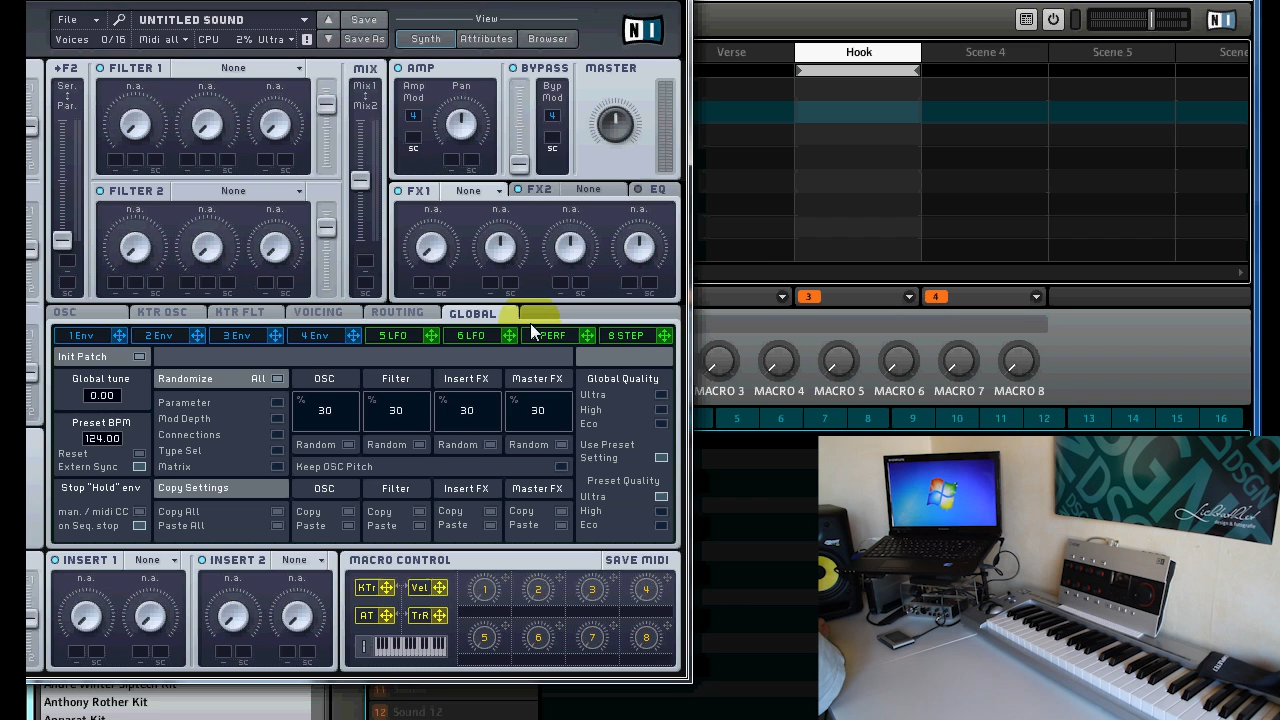 File UNTITLED SOUND Save
Voices 0/16 Midi all 2% Ultra Save As
View
Synth Attributes Browser
NI
Verse Hook Scene 4 Scene 5 Scene
F2 FILTER 1 None MIX AMP BYPASS MASTER
Ser. Par. n.a. n.a. n.a. Mix1 Mix2 Amp Mod Pan Byp Mod
4 4
SC SC
FILTER 2 None FX1 None FX2 None EQ
n.a. n.a. n.a. n.a. n.a. n.a. n.a.
SC SC SC SC
OSC KTR OSC KTR FLT VOICING ROUTING GLOBAL
1 Env 2 Env 3 Env 4 Env 5 LFO 6 LFO PERF 8 STEP
Init Patch
Global tune
0.00
Preset BPM
124.00
Reset
Extern Sync
Stop "Hold" env
man. / midi CC
on Seq. stop
Randomize All OSC Filter Insert FX Master FX
Parameter
Mod Depth
Connections
Type Sel
Matrix
% 30 % 30 % 30 % 30
Random Random Random Random
Keep OSC Pitch
Copy Settings OSC Filter Insert FX Master FX
Copy All Copy Copy Copy Copy
Paste All Paste Paste Paste Paste
Global Quality
Ultra
High
Eco
Use Preset
Setting
Preset Quality
Ultra
High
Eco
INSERT 1 None INSERT 2 None MACRO CONTROL SAVE MIDI
n.a. n.a. n.a. n.a.
SC SC
KTr Vel 1 2 3 4
AT TrR 5 6 7 8
3 4
MACRO 3 MACRO 4 MACRO 5 MACRO 6 MACRO 7 MACRO 8
5 6 7 8 9 10 11 12 13 14 15 16
Anthony Rother Kit
12 Sound 12
DSGN
design & fotografie